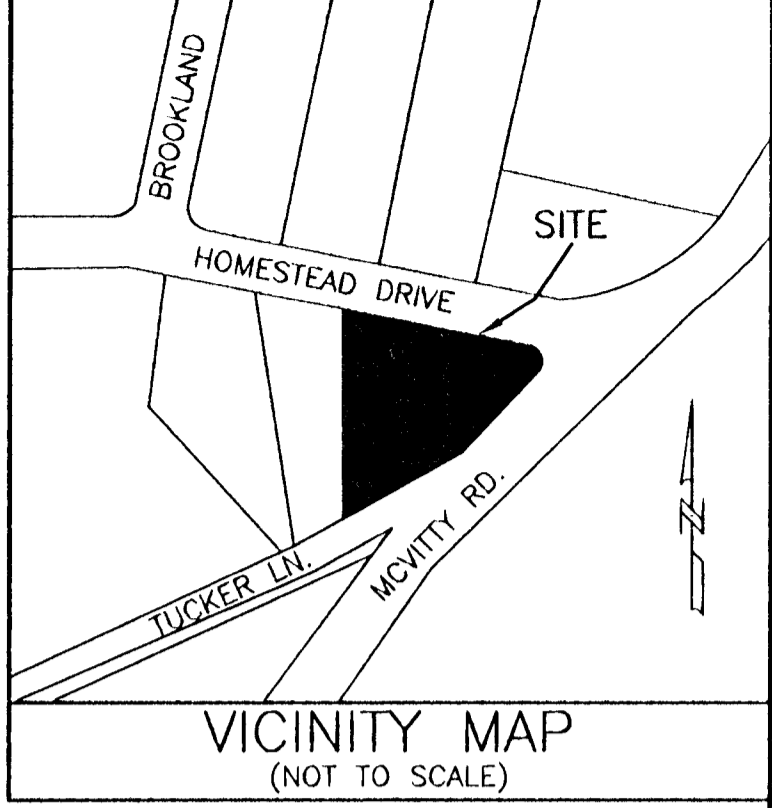 BROOKLAND
SITE
HOMESTEAD DRIVE
MCVITTY RD.
TUCKER LN.
N
VICINITY MAP
(NOT TO SCALE)